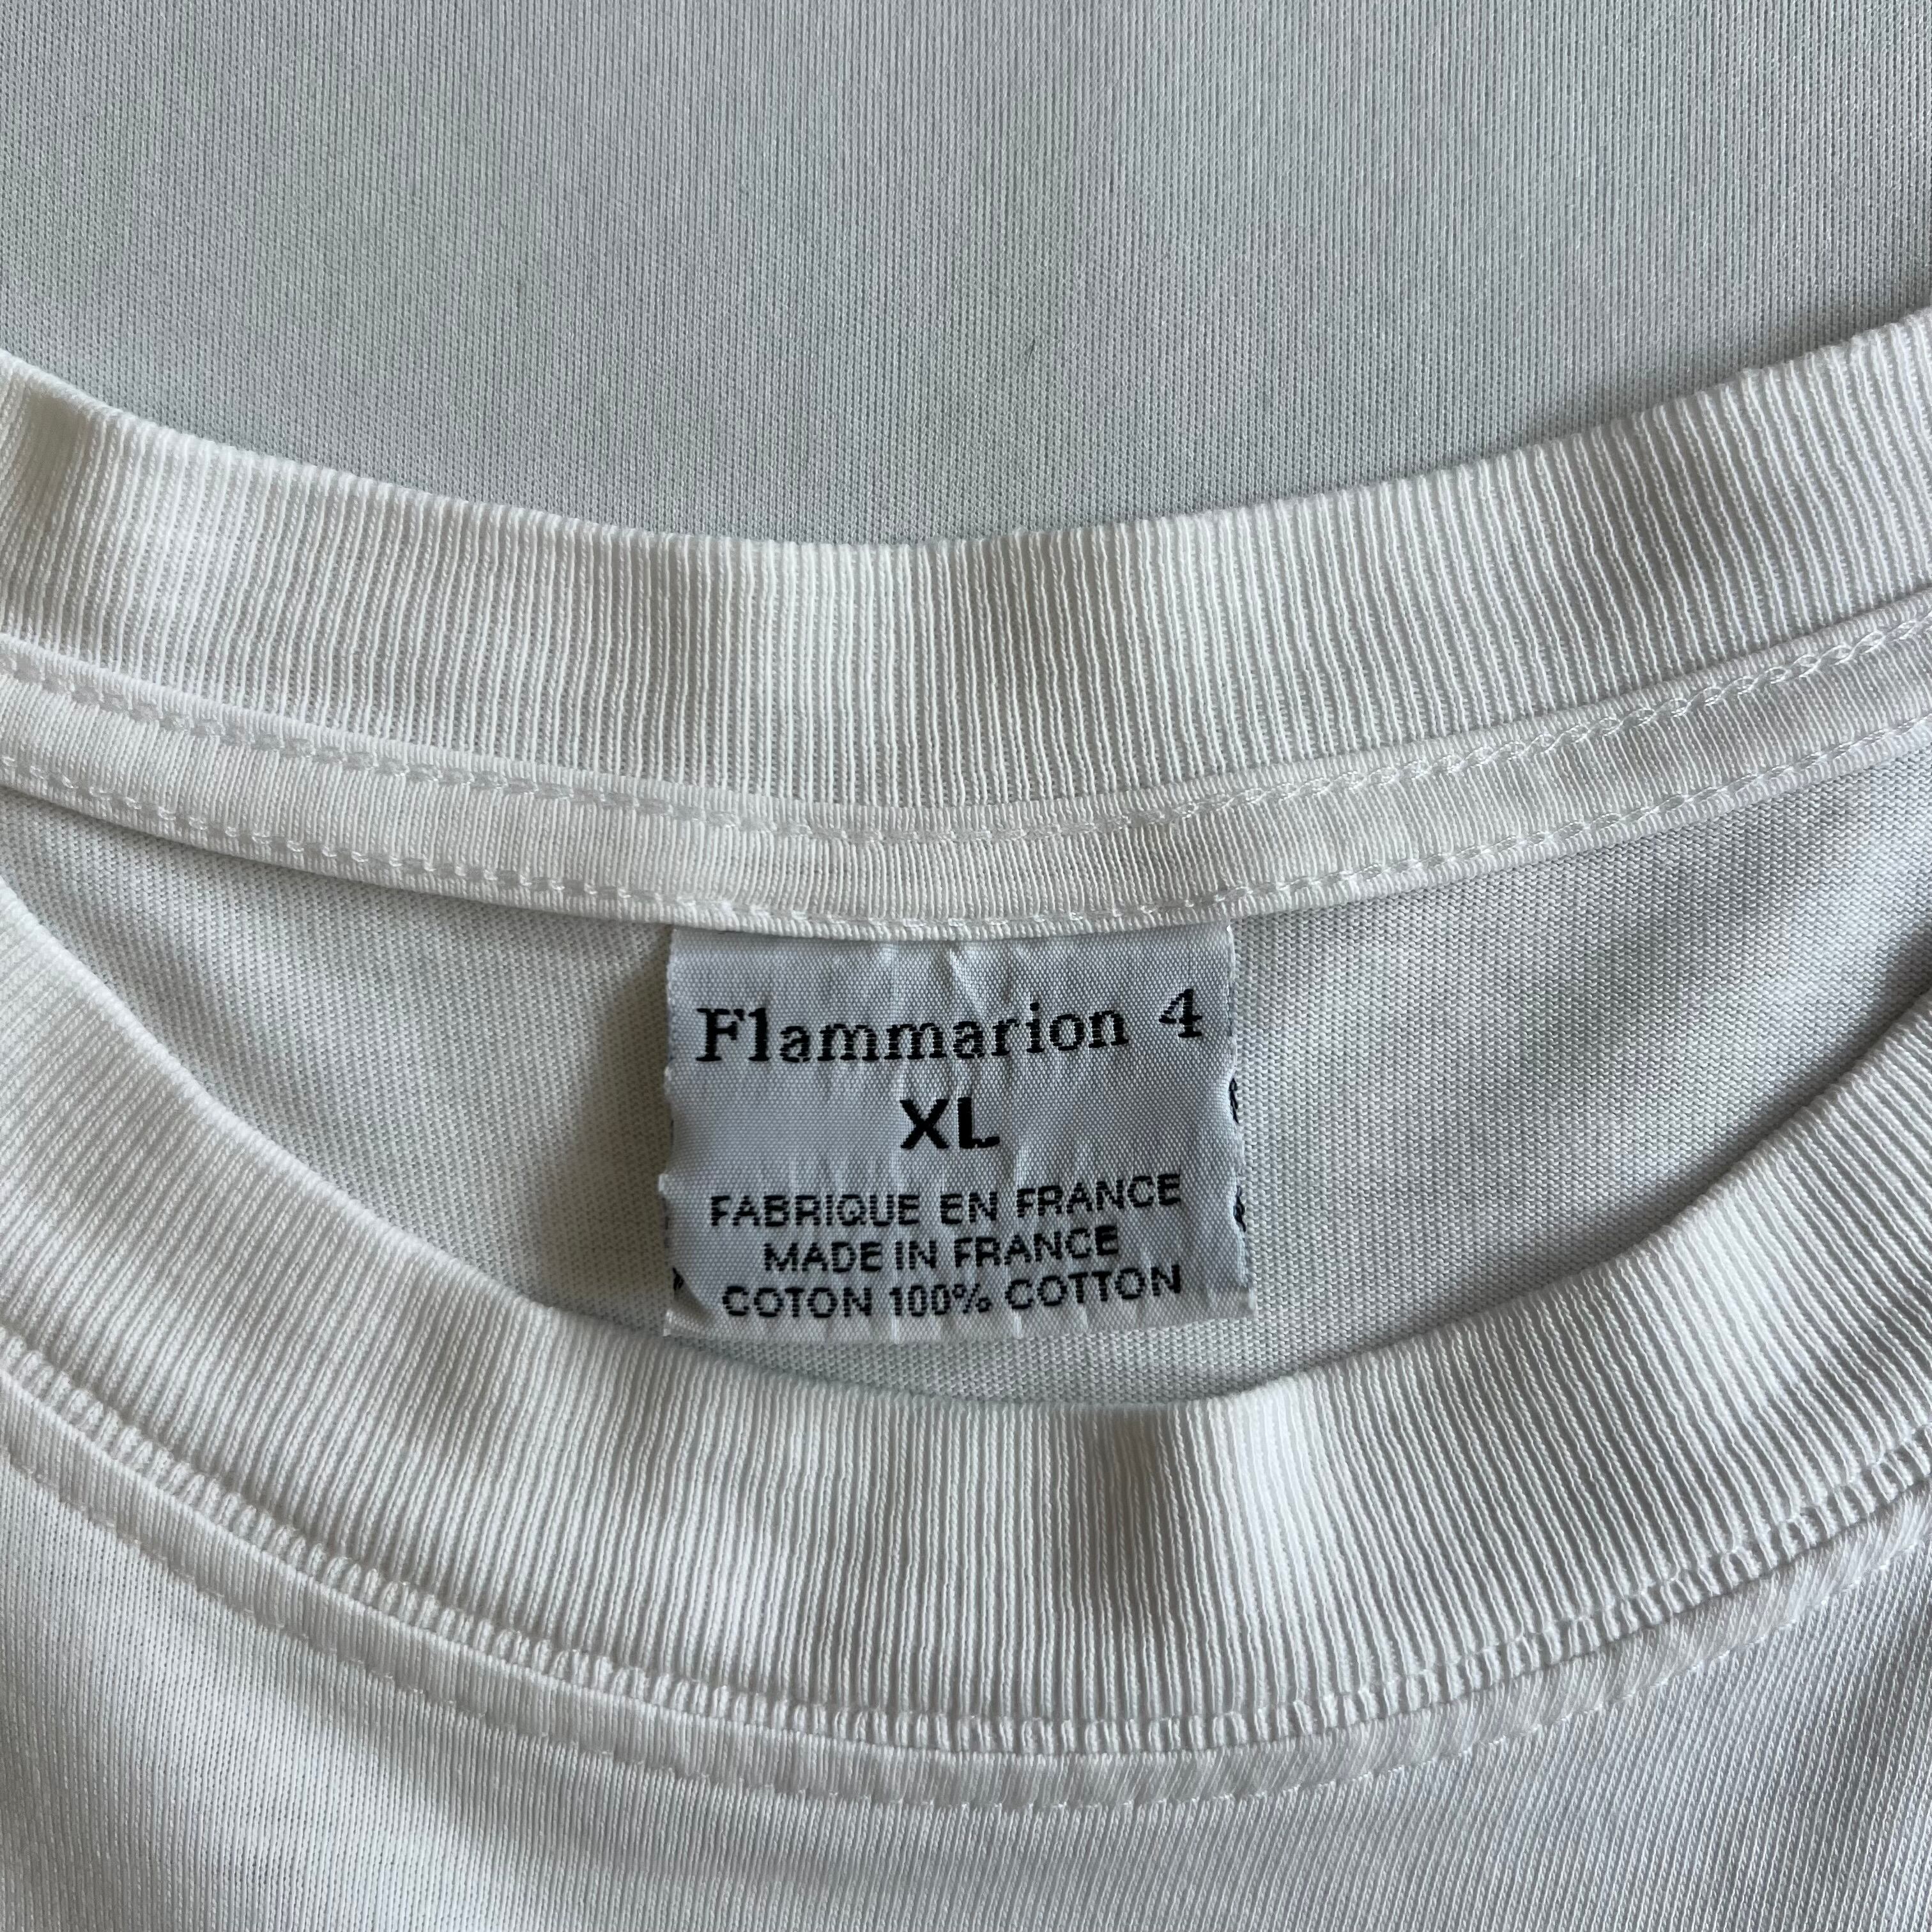 Flammarion 4
XL
FABRIQUE EN FRANCE
MADE IN FRANCE
COTON 100% COTTON